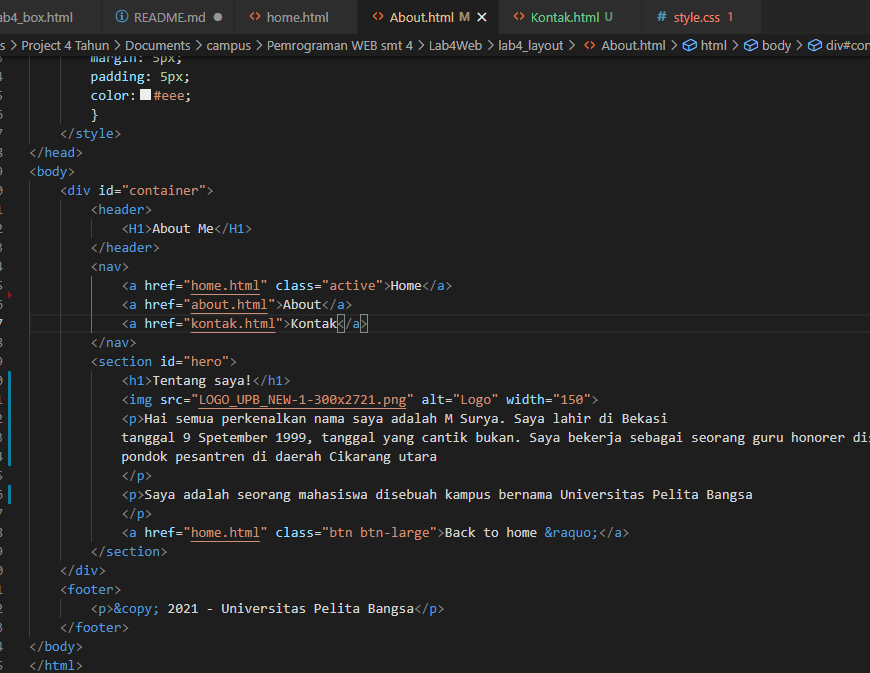 ab4_box.html README.md home.html About.html M Kontak.html U # style.css 1
s > Project 4 Tahun > Documents > campus > Pemrograman WEB smt 4 > Lab4Web > lab4_layout > About.html > html > body > div#con
margin: 5px;
padding: 5px;
color: #eee;
}
</style>
</head>
<body>
<div id="container">
<header>
<H1>About Me</H1>
</header>
<nav>
<a href="home.html" class="active">Home</a>
<a href="about.html">About</a>
<a href="kontak.html">Kontak</a>
</nav>
<section id="hero">
<h1>Tentang saya!</h1>
<img src="LOGO_UPB_NEW-1-300x2721.png" alt="Logo" width="150">
<p>Hai semua perkenalkan nama saya adalah M Surya. Saya lahir di Bekasi
tanggal 9 Spetember 1999, tanggal yang cantik bukan. Saya bekerja sebagai seorang guru honorer dis
pondok pesantren di daerah Cikarang utara
</p>
<p>Saya adalah seorang mahasiswa disebuah kampus bernama Universitas Pelita Bangsa
</p>
<a href="home.html" class="btn btn-large">Back to home &raquo;</a>
</section>
</div>
<footer>
<p>&copy; 2021 - Universitas Pelita Bangsa</p>
</footer>
</body>
</html>